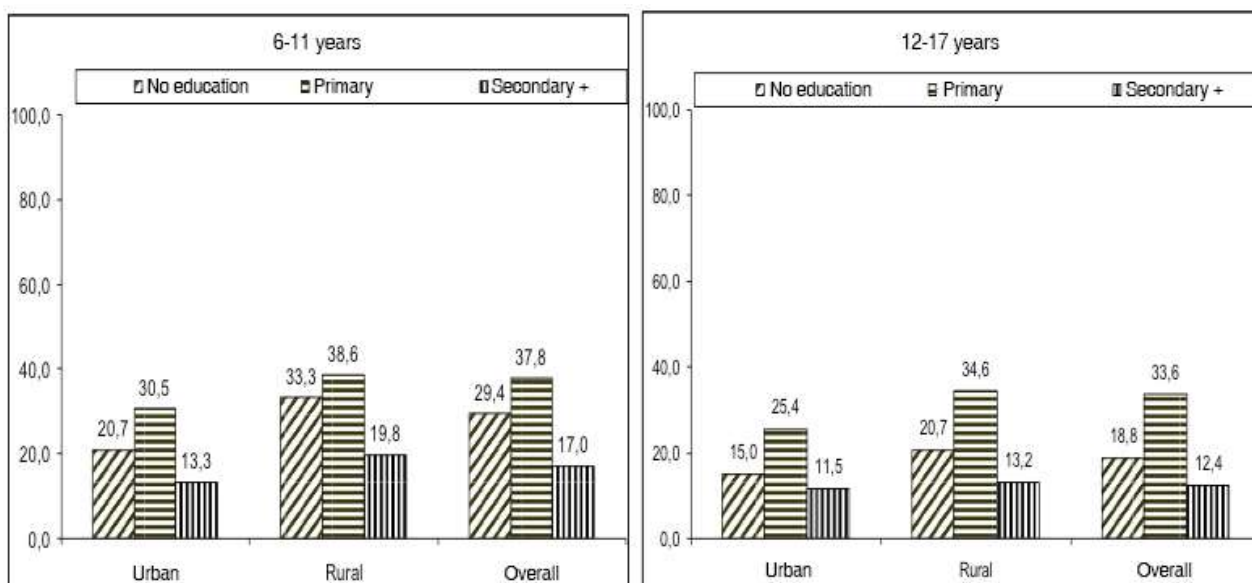 6-11 years
No education Primary Secondary +
100,0
80,0
60,0
40,0
20,0
0,0
20,7 30,5 13,3
33,3 38,6 19,8
29,4 37,8 17,0
Urban Rural Overall
12-17 years
No education Primary Secondary +
100,0
80,0
60,0
40,0
20,0
0,0
15,0 25,4 11,5
20,7 34,6 13,2
18,8 33,6 12,4
Urban Rural Overall